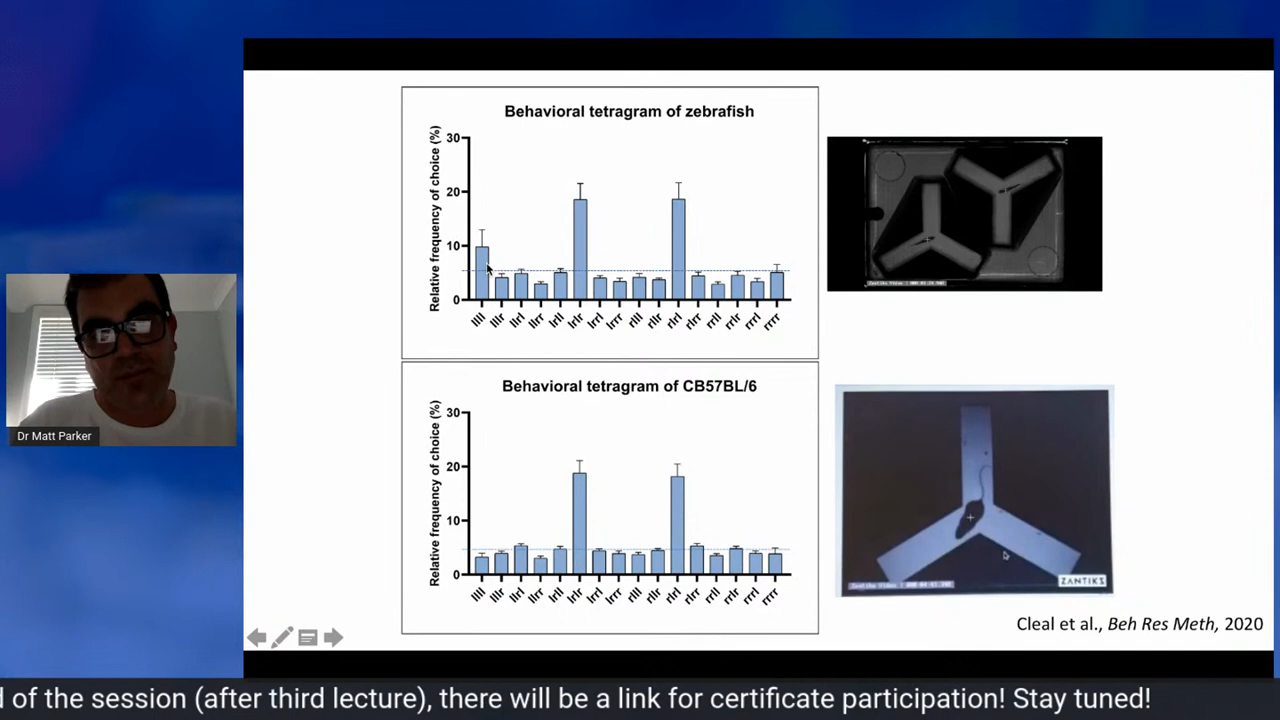 Behavioral tetragram of zebrafish
Relative frequency of choice (%)
30
20
10
0
llll
lllr
llrl
llrr
lrll
lrlr
lrrl
lrrr
rlll
rllr
rlrl
rlrr
rrll
rrlr
rrrl
rrrr
Behavioral tetragram of CB57BL/6
Relative frequency of choice (%)
30
20
10
0
llll
lllr
llrl
llrr
lrll
lrlr
lrrl
lrrr
rlll
rllr
rlrl
rlrr
rrll
rrlr
rrrl
rrrr
ZANTIKS
Cleal et al., Beh Res Meth, 2020
Dr Matt Parker
d of the session (after third lecture), there will be a link for certificate participation! Stay tuned!